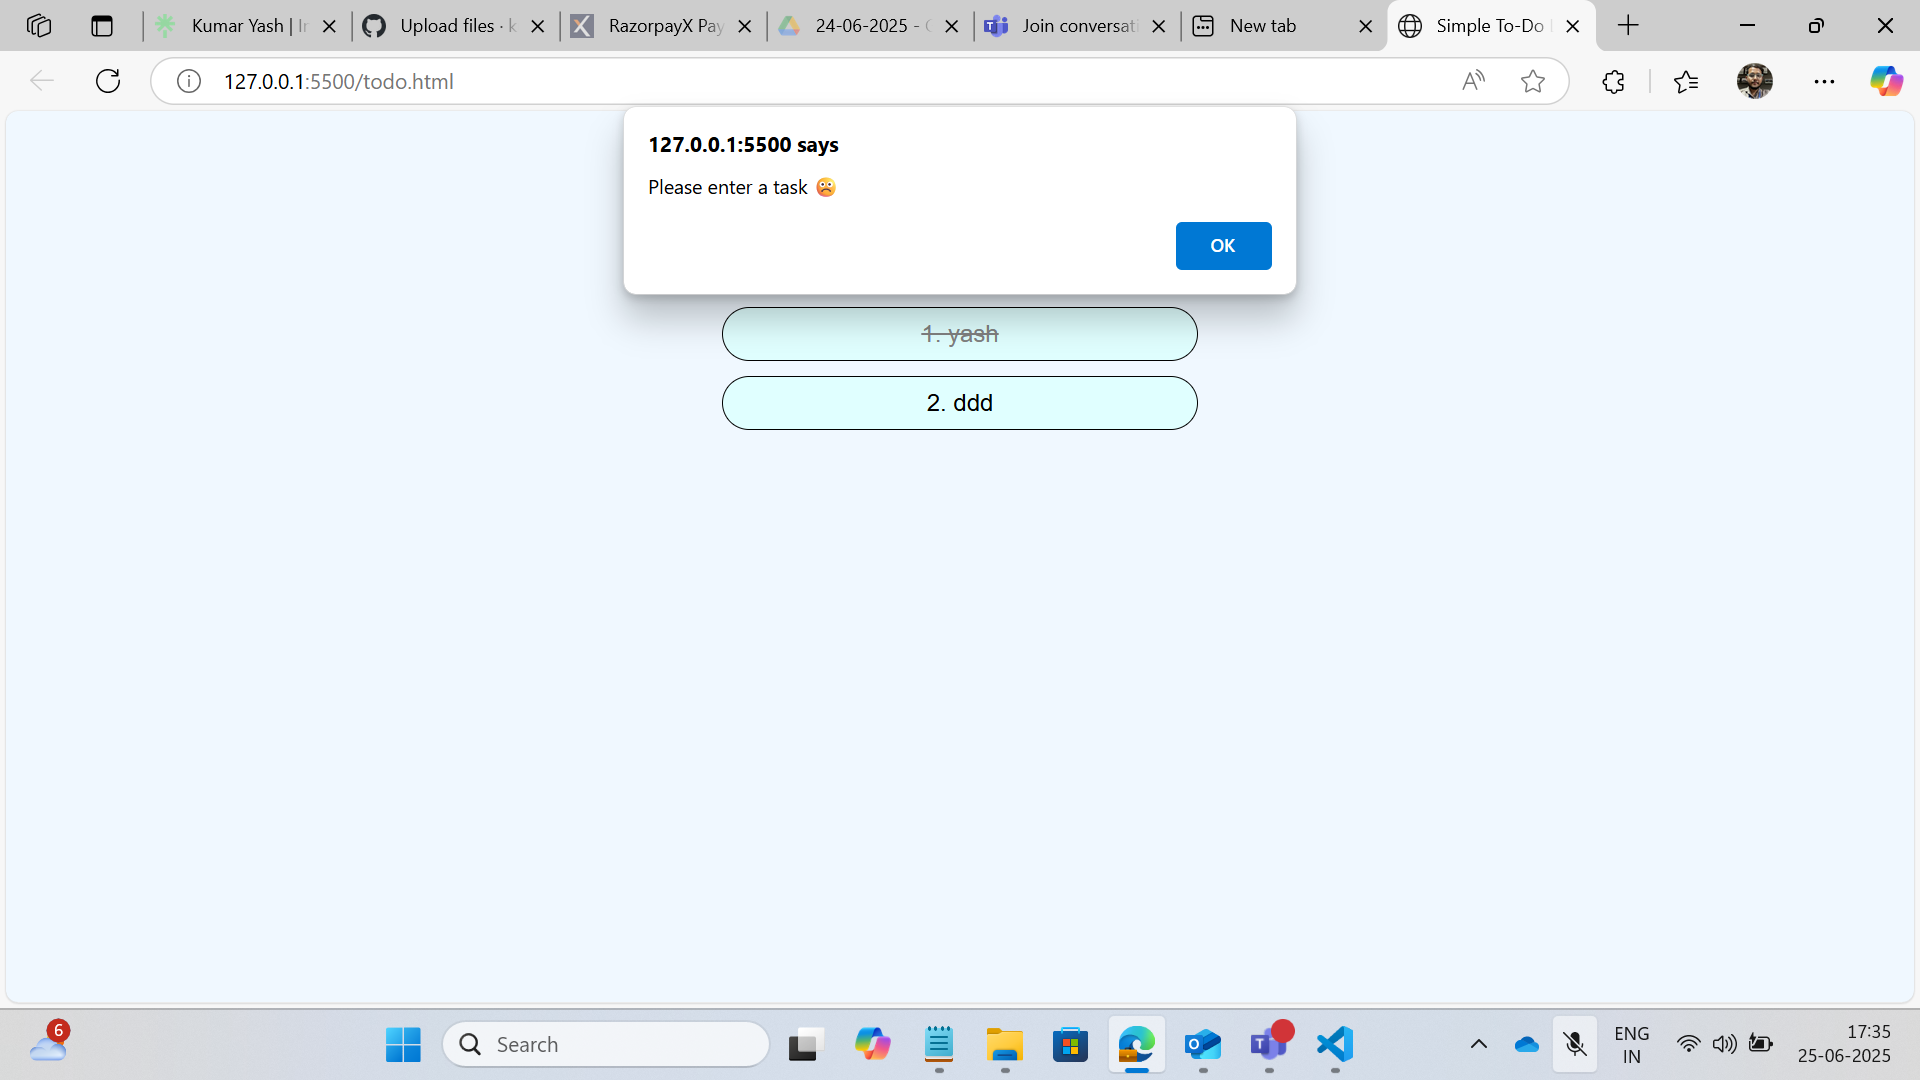 Kumar Yash | Ir
Upload files · k
RazorpayX Pay
24-06-2025 - C
Join conversati
New tab
Simple To-Do
127.0.0.1:5500/todo.html
127.0.0.1:5500 says
Please enter a task 😟
OK
1. yash
2. ddd
6
Search
ENG
IN
17:35
25-06-2025